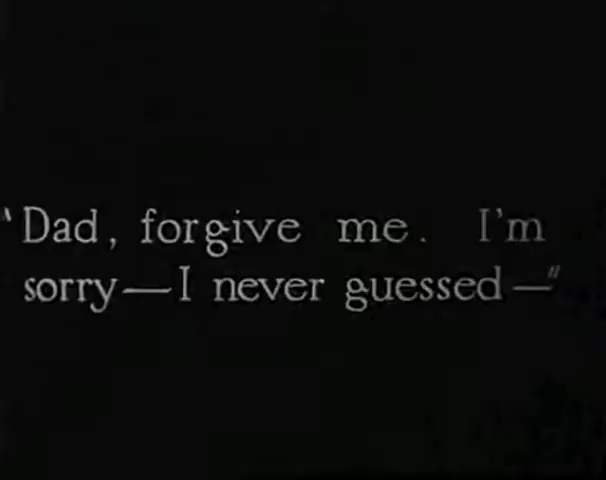 "Dad, forgive me. I'm
sorry—I never guessed—"